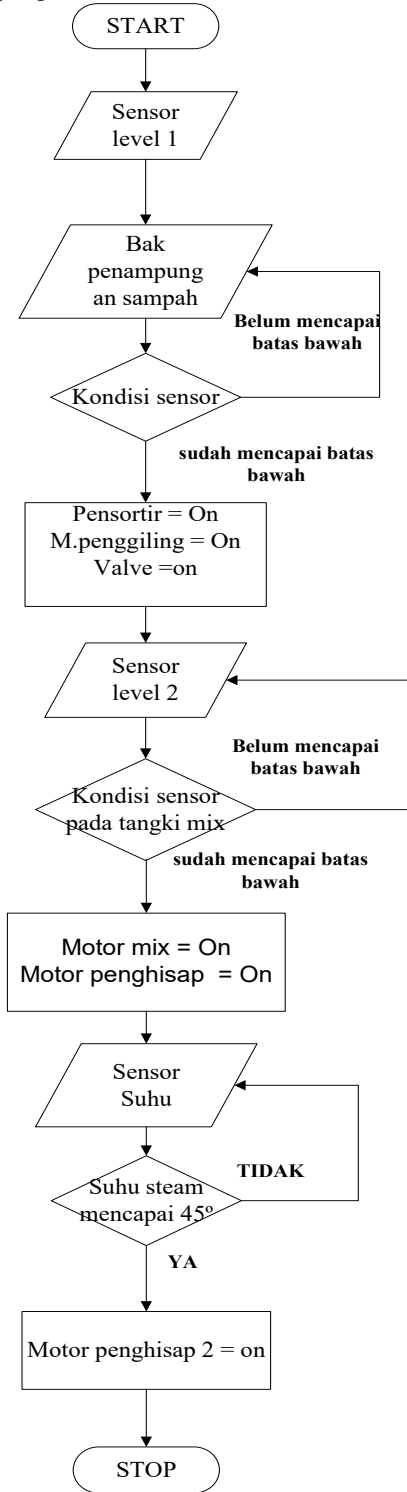 START
Sensor
level 1
Bak
penampung
an sampah
Belum mencapai
batas bawah
Kondisi sensor
sudah mencapai batas
bawah
Pensortir = On
M.penggiling = On
Valve =on
Sensor
level 2
Belum mencapai
batas bawah
Kondisi sensor
pada tangki mix
sudah mencapai batas
bawah
Motor mix = On
Motor penghisap  = On
Sensor
Suhu
TIDAK
Suhu steam
mencapai 45º
YA
Motor penghisap 2 = on
STOP